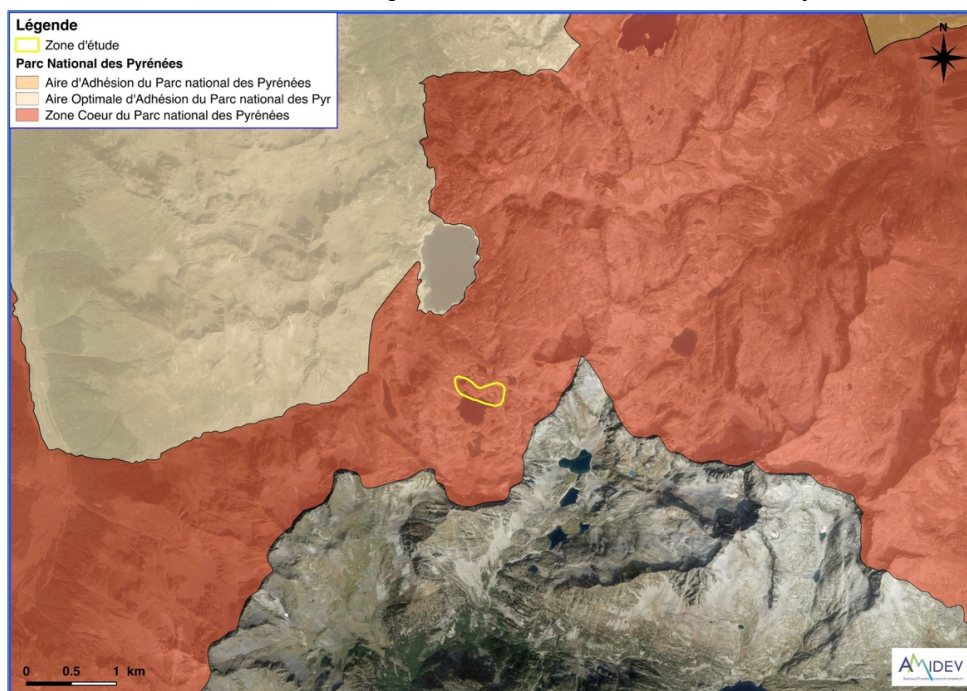 Légende
Zone d'étude
Parc National des Pyrénées
Aire d'Adhésion du Parc national des Pyrénées
Aire Optimale d'Adhésion du Parc national des Pyr
Zone Coeur du Parc national des Pyrénées
N
0 0.5 1 km
AMIDEV